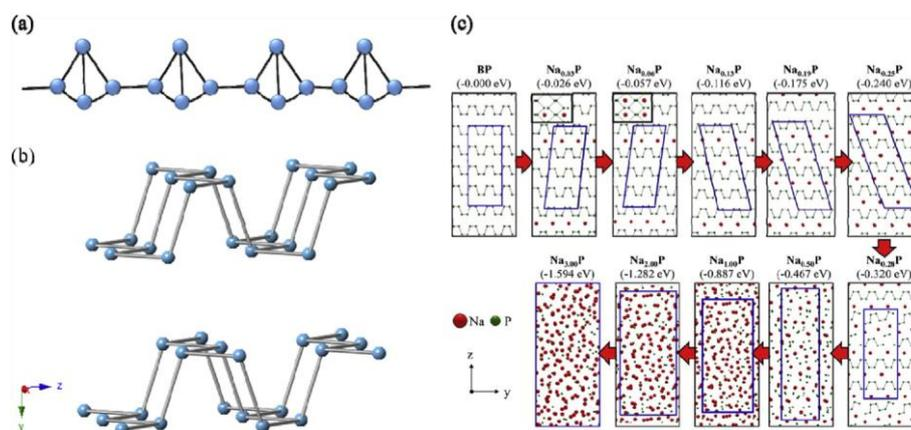 (a)
(b)
z
y
(c)
BP Na₀.₀₃P Na₀.₀₆P Na₀.₁₃P Na₀.₁₉P Na₀.₂₅P
(-0.000 eV) (-0.026 eV) (-0.057 eV) (-0.116 eV) (-0.175 eV) (-0.240 eV)
Na₃.₀₀P Na₂.₀₀P Na₁.₀₀P Na₀.₅₀P Na₀.₂₈P
(-1.594 eV) (-1.282 eV) (-0.887 eV) (-0.467 eV) (-0.320 eV)
Na P
z
y